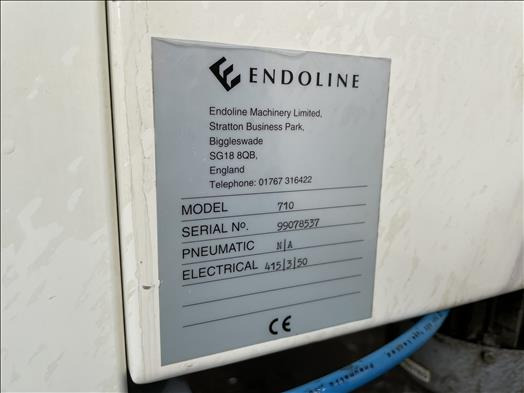 ENDOLINE
Endoline Machinery Limited,
Stratton Business Park,
Biggleswade
SG18 8QB,
England
Telephone: 01767 316422
MODEL 710
SERIAL Nº. 99078537
PNEUMATIC N/A
ELECTRICAL 415/3/50
CE